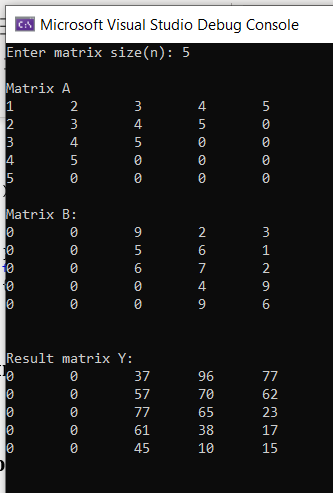 Microsoft Visual Studio Debug Console
Enter matrix size(n): 5
Matrix A
1 2 3 4 5
2 3 4 5 0
3 4 5 0 0
4 5 0 0 0
5 0 0 0 0
Matrix B:
0 0 9 2 3
0 0 5 6 1
0 0 6 7 2
0 0 0 4 9
0 0 0 9 6
Result matrix Y:
0 0 37 96 77
0 0 57 70 62
0 0 77 65 23
0 0 61 38 17
0 0 45 10 15